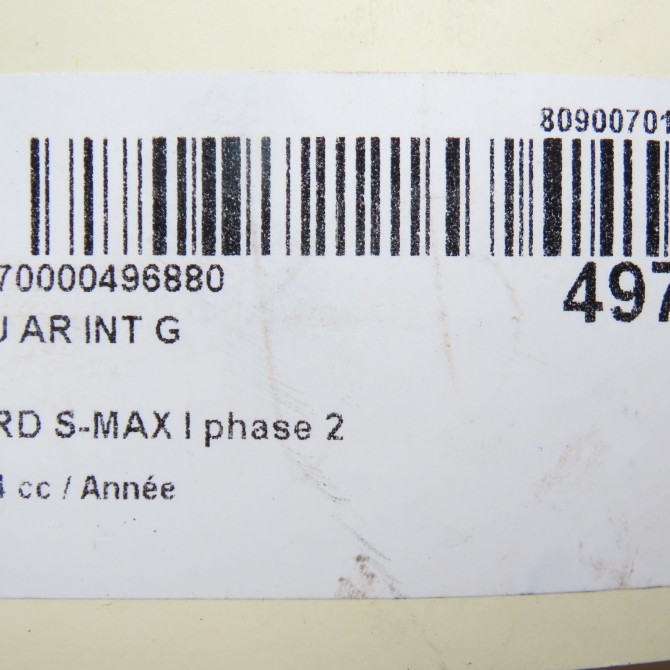 80900701
70000496880
497
U AR INT G
RD S-MAX I phase 2
4 cc / Année